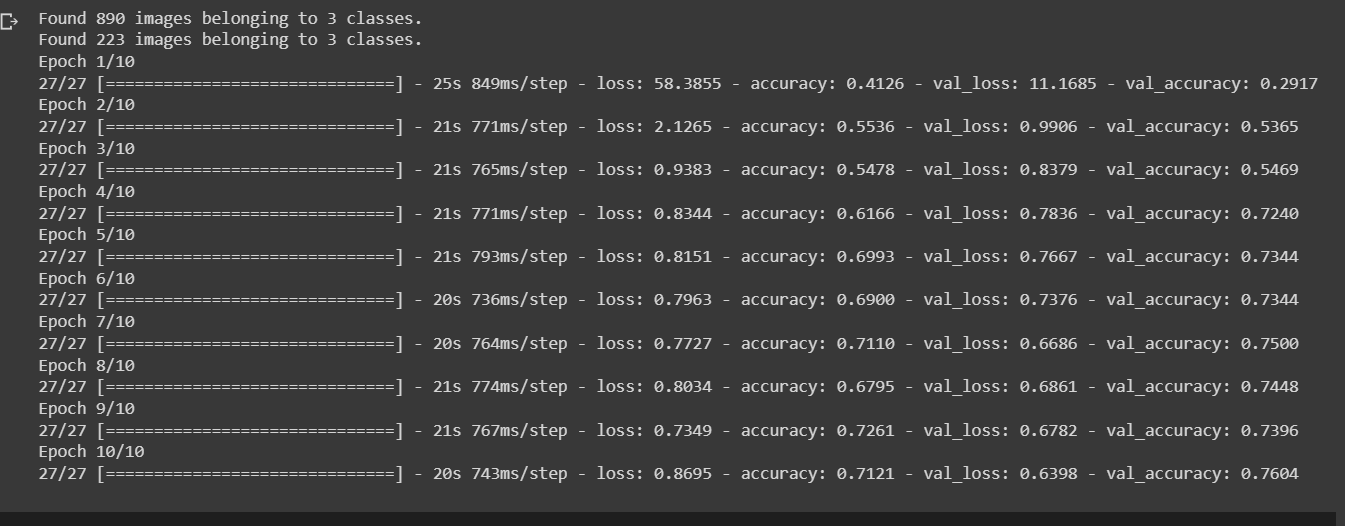 Found 890 images belonging to 3 classes.
Found 223 images belonging to 3 classes.
Epoch 1/10
27/27 [==============================] - 25s 849ms/step - loss: 58.3855 - accuracy: 0.4126 - val_loss: 11.1685 - val_accuracy: 0.2917
Epoch 2/10
27/27 [==============================] - 21s 771ms/step - loss: 2.1265 - accuracy: 0.5536 - val_loss: 0.9906 - val_accuracy: 0.5365
Epoch 3/10
27/27 [==============================] - 21s 765ms/step - loss: 0.9383 - accuracy: 0.5478 - val_loss: 0.8379 - val_accuracy: 0.5469
Epoch 4/10
27/27 [==============================] - 21s 771ms/step - loss: 0.8344 - accuracy: 0.6166 - val_loss: 0.7836 - val_accuracy: 0.7240
Epoch 5/10
27/27 [==============================] - 21s 793ms/step - loss: 0.8151 - accuracy: 0.6993 - val_loss: 0.7667 - val_accuracy: 0.7344
Epoch 6/10
27/27 [==============================] - 20s 736ms/step - loss: 0.7963 - accuracy: 0.6900 - val_loss: 0.7376 - val_accuracy: 0.7344
Epoch 7/10
27/27 [==============================] - 20s 764ms/step - loss: 0.7727 - accuracy: 0.7110 - val_loss: 0.6686 - val_accuracy: 0.7500
Epoch 8/10
27/27 [==============================] - 21s 774ms/step - loss: 0.8034 - accuracy: 0.6795 - val_loss: 0.6861 - val_accuracy: 0.7448
Epoch 9/10
27/27 [==============================] - 21s 767ms/step - loss: 0.7349 - accuracy: 0.7261 - val_loss: 0.6782 - val_accuracy: 0.7396
Epoch 10/10
27/27 [==============================] - 20s 743ms/step - loss: 0.8695 - accuracy: 0.7121 - val_loss: 0.6398 - val_accuracy: 0.7604